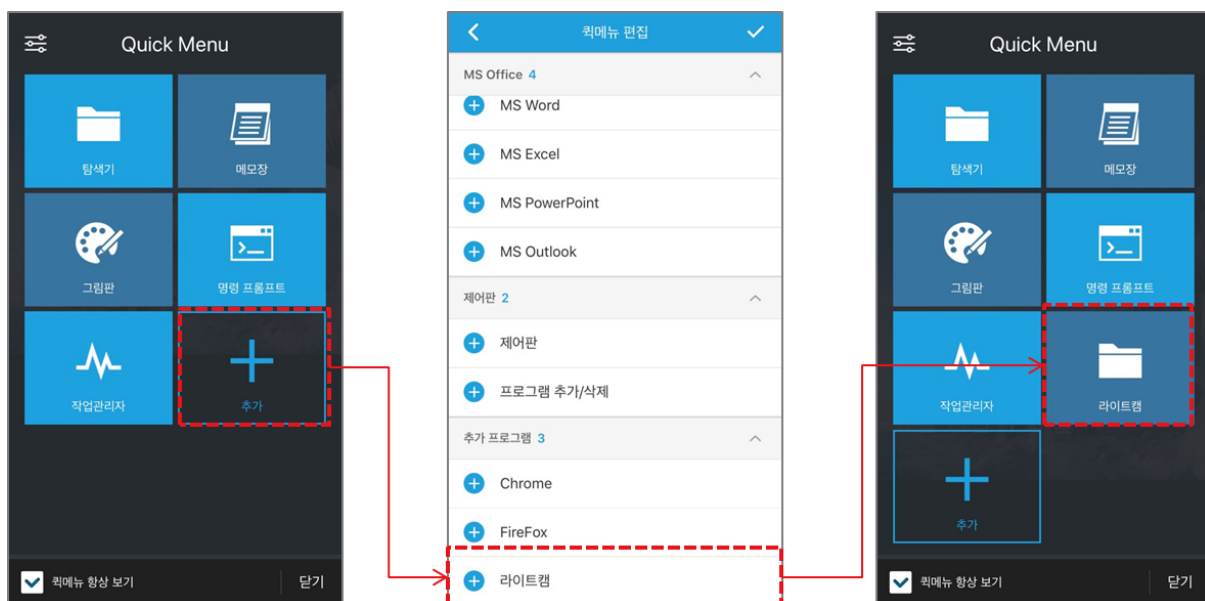 Quick Menu
탐색기
메모장
그림판
명령 프롬프트
작업관리자
추가
퀵메뉴 항상 보기
닫기
퀵메뉴 편집
MS Office 4
MS Word
MS Excel
MS PowerPoint
MS Outlook
제어판 2
제어판
프로그램 추가/삭제
추가 프로그램 3
Chrome
FireFox
라이트캠
Quick Menu
탐색기
메모장
그림판
명령 프롬프트
작업관리자
라이트캠
추가
퀵메뉴 항상 보기
닫기